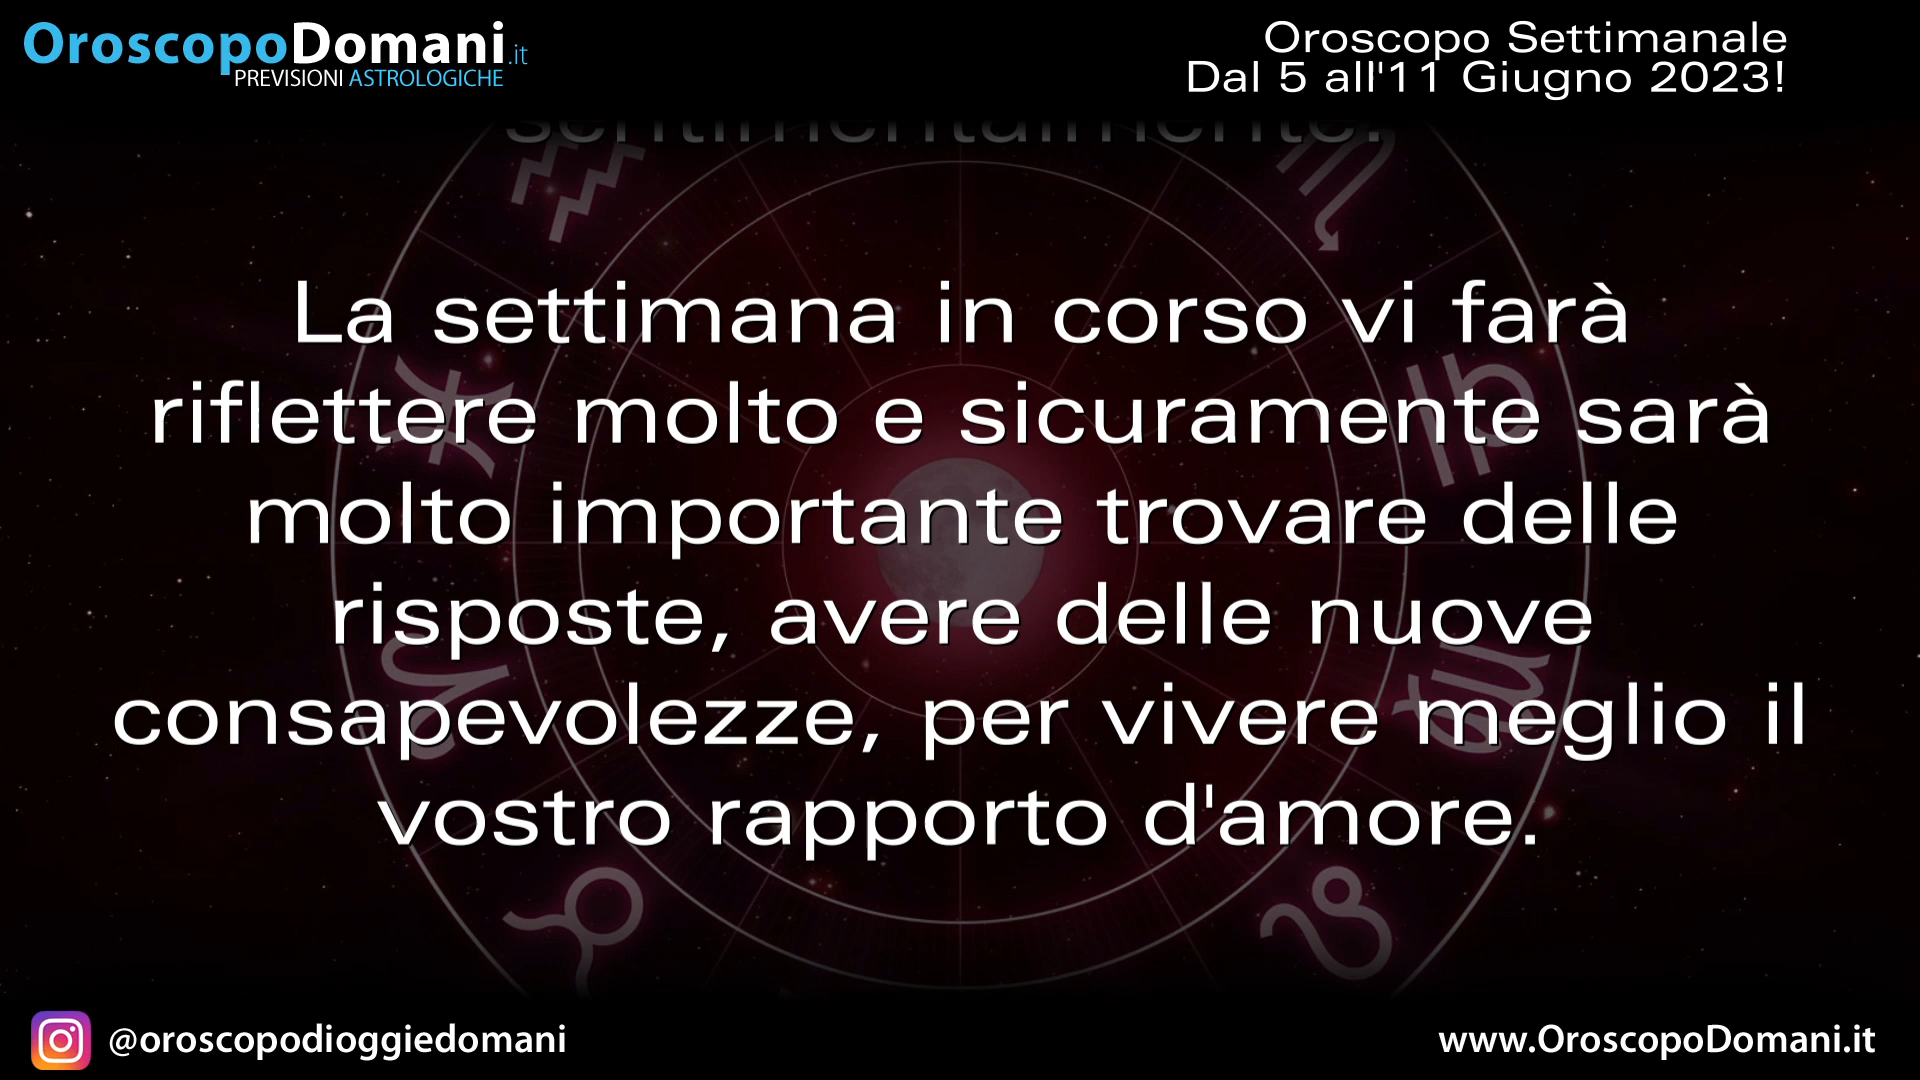 OroscopoDomani.it
PREVISIONI ASTROLOGICHE
Oroscopo Settimanale
Dal 5 all'11 Giugno 2023!
sentimentalmente.
La settimana in corso vi farà
riflettere molto e sicuramente sarà
molto importante trovare delle
risposte, avere delle nuove
consapevolezze, per vivere meglio il
vostro rapporto d'amore.
@oroscopodioggiedomani
www.OroscopoDomani.it